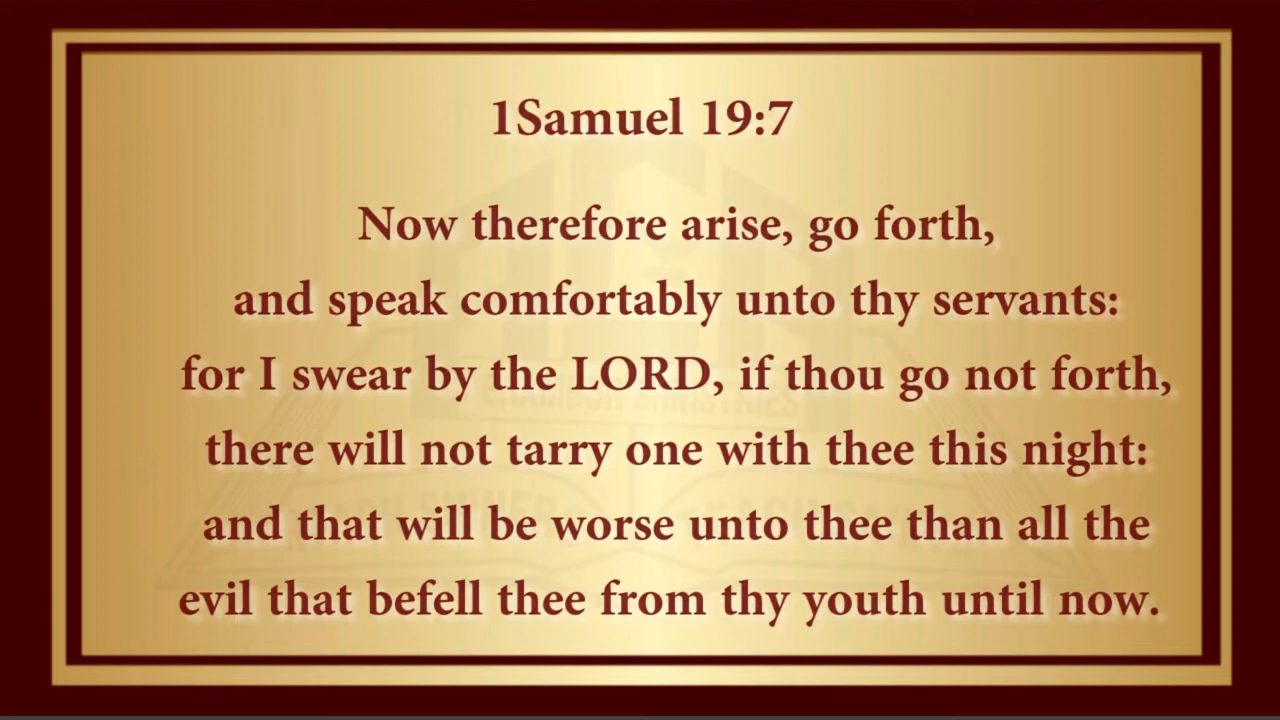 1Samuel 19:7
Now therefore arise, go forth,
and speak comfortably unto thy servants:
for I swear by the LORD, if thou go not forth,
there will not tarry one with thee this night:
and that will be worse unto thee than all the
evil that befell thee from thy youth until now.